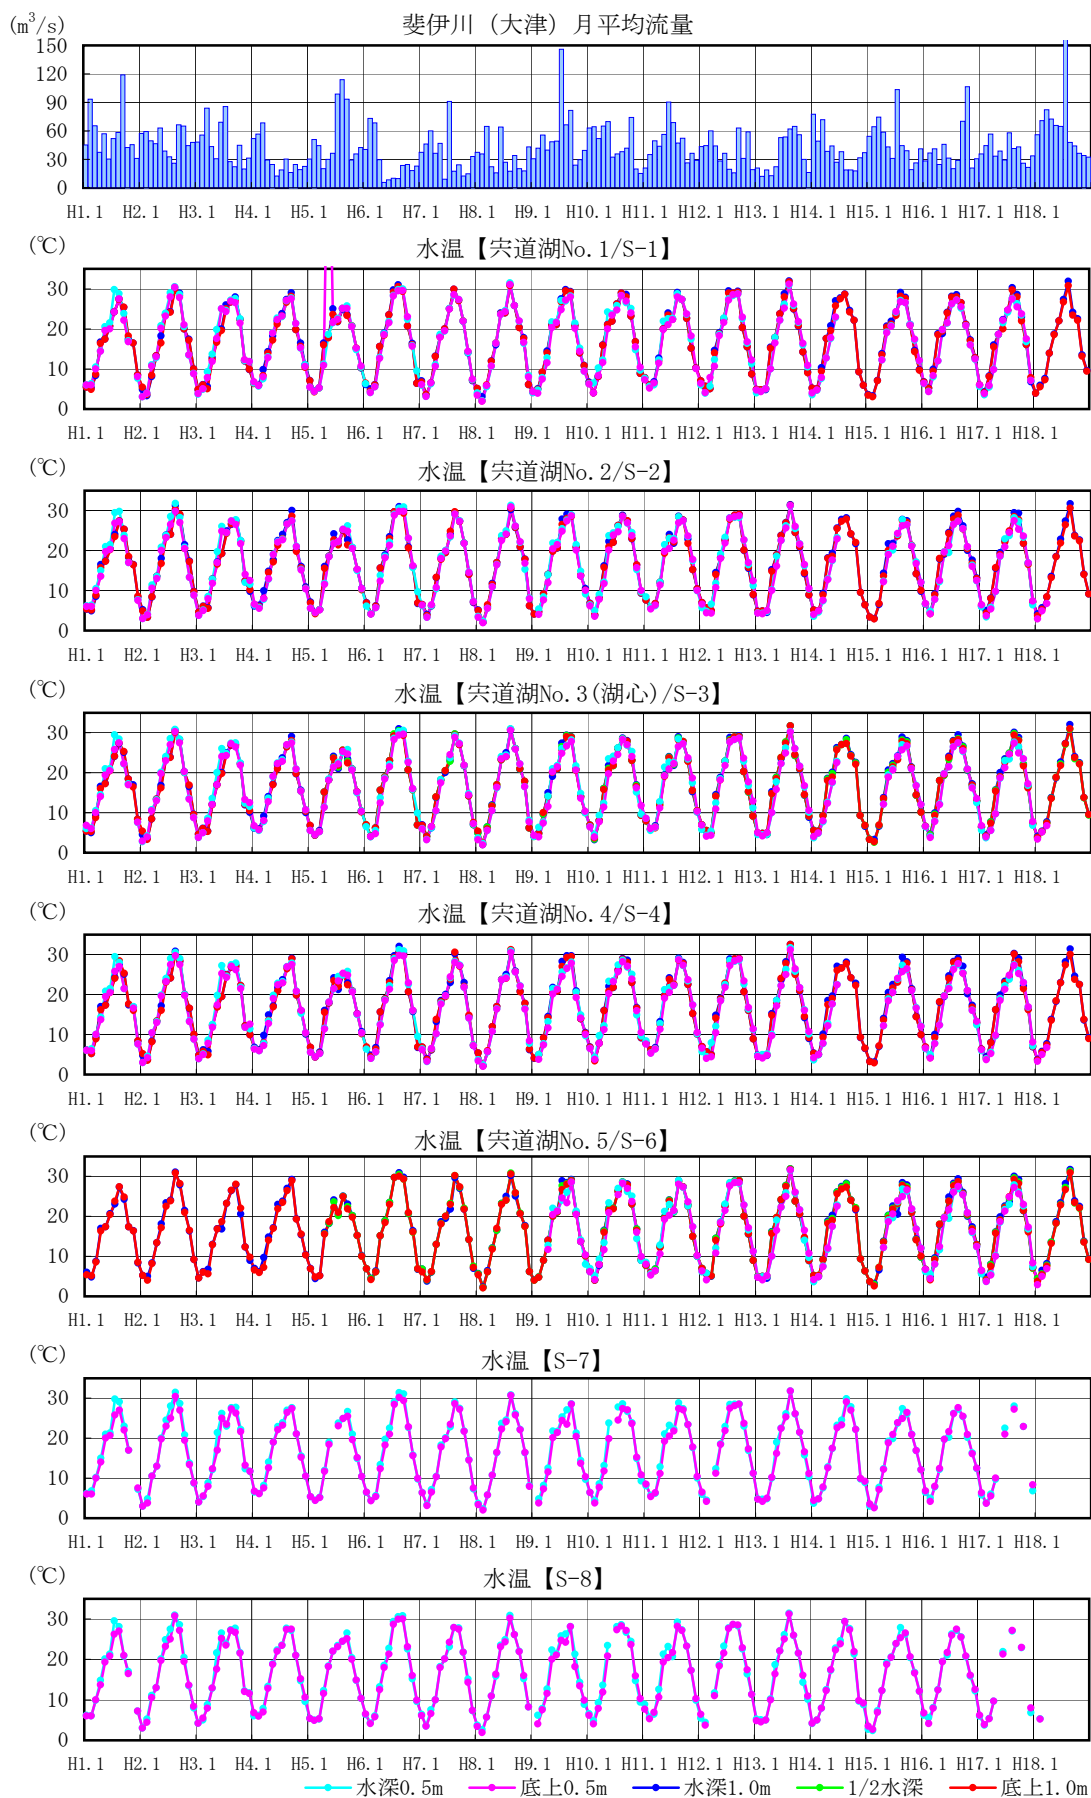 (m³/s) 斐伊川（大津）月平均流量
150
120
90
60
30
0
H1.1 H2.1 H3.1 H4.1 H5.1 H6.1 H7.1 H8.1 H9.1 H10.1 H11.1 H12.1 H13.1 H14.1 H15.1 H16.1 H17.1 H18.1
(℃) 水温【宍道湖No.1/S-1】
30
20
10
0
H1.1 H2.1 H3.1 H4.1 H5.1 H6.1 H7.1 H8.1 H9.1 H10.1 H11.1 H12.1 H13.1 H14.1 H15.1 H16.1 H17.1 H18.1
(℃) 水温【宍道湖No.2/S-2】
30
20
10
0
H1.1 H2.1 H3.1 H4.1 H5.1 H6.1 H7.1 H8.1 H9.1 H10.1 H11.1 H12.1 H13.1 H14.1 H15.1 H16.1 H17.1 H18.1
(℃) 水温【宍道湖No.3(湖心)/S-3】
30
20
10
0
H1.1 H2.1 H3.1 H4.1 H5.1 H6.1 H7.1 H8.1 H9.1 H10.1 H11.1 H12.1 H13.1 H14.1 H15.1 H16.1 H17.1 H18.1
(℃) 水温【宍道湖No.4/S-4】
30
20
10
0
H1.1 H2.1 H3.1 H4.1 H5.1 H6.1 H7.1 H8.1 H9.1 H10.1 H11.1 H12.1 H13.1 H14.1 H15.1 H16.1 H17.1 H18.1
(℃) 水温【宍道湖No.5/S-6】
30
20
10
0
H1.1 H2.1 H3.1 H4.1 H5.1 H6.1 H7.1 H8.1 H9.1 H10.1 H11.1 H12.1 H13.1 H14.1 H15.1 H16.1 H17.1 H18.1
(℃) 水温【S-7】
30
20
10
0
H1.1 H2.1 H3.1 H4.1 H5.1 H6.1 H7.1 H8.1 H9.1 H10.1 H11.1 H12.1 H13.1 H14.1 H15.1 H16.1 H17.1 H18.1
(℃) 水温【S-8】
30
20
10
0
H1.1 H2.1 H3.1 H4.1 H5.1 H6.1 H7.1 H8.1 H9.1 H10.1 H11.1 H12.1 H13.1 H14.1 H15.1 H16.1 H17.1 H18.1
水深0.5m 底上0.5m 水深1.0m 1/2水深 底上1.0m